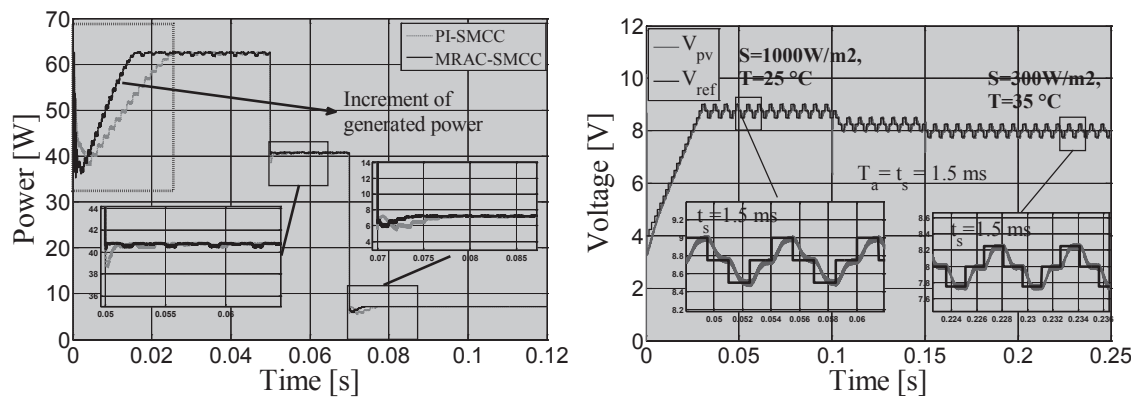 70
60
50
40
30
20
10
0
Power [W]
PI-SMCC
MRAC-SMCC
Increment of
generated power
44
42
40
38
36
0.05 0.055 0.06
14
12
10
8
6
4
0.07 0.075 0.08 0.085
0 0.02 0.04 0.06 0.08 0.1 0.12
Time [s]
12
10
8
6
4
2
0
Voltage [V]
V_pv
V_ref
S=1000W/m2,
T=25 °C
S=300W/m2,
T=35 °C
T_a = t_s = 1.5 ms
t_s=1.5 ms
9.2
9
8.8
8.6
8.4
8.2
0.05 0.052 0.054 0.056 0.058 0.06
t_s=1.5 ms
8.6
8.4
8.2
8
7.8
7.6
0.224 0.226 0.228 0.23 0.232 0.234 0.236
0 0.05 0.1 0.15 0.2 0.25
Time [s]